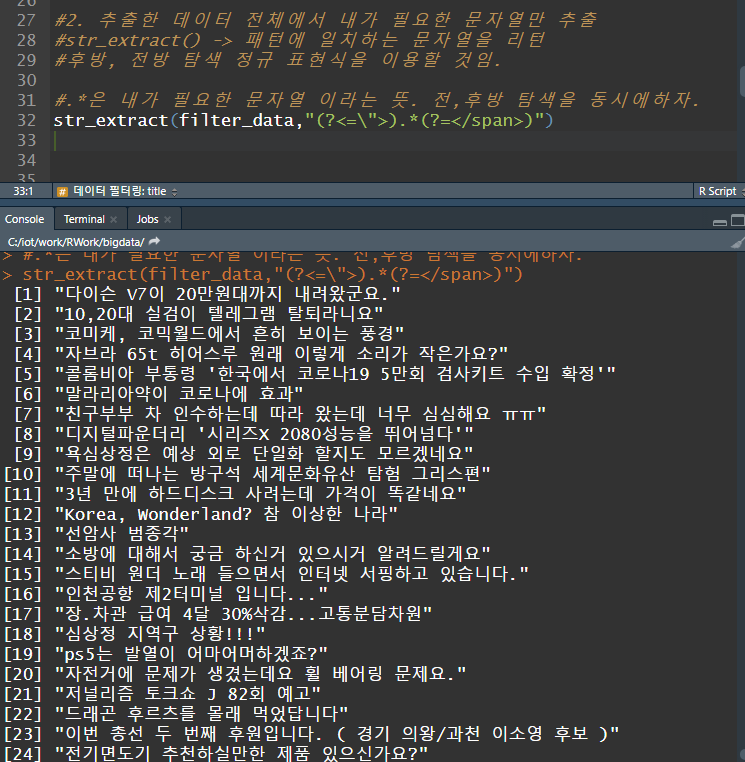 26
27 #2. 추출한 데이터 전체에서 내가 필요한 문자열만 추출
28 #str_extract() -> 패턴에 일치하는 문자열을 리턴
29 #후방, 전방 탐색 정규 표현식을 이용할 것임.
30
31 #.*은 내가 필요한 문자열 이라는 뜻. 전,후방 탐색을 동시에하자.
32 str_extract(filter_data,"(?<=\">).*(?=</span>)")
33
34
35
33:1 # 데이터 필터링: title R Script
Console Terminal × Jobs ×
C:/iot/work/RWork/bigdata/
> #.*은 내가 필요한 문자열 이라는 뜻. 전,후방 탐색을 동시에하자.
> str_extract(filter_data,"(?<=\">).*(?=</span>)")
[1] "다이슨 V7이 20만원대까지 내려왔군요."
[2] "10,20대 실검이 텔레그램 탈퇴라니요"
[3] "코미케, 코믹월드에서 흔히 보이는 풍경"
[4] "자브라 65t 히어스루 원래 이렇게 소리가 작은가요?"
[5] "콜롬비아 부통령 '한국에서 코로나19 5만회 검사키트 수입 확정'"
[6] "말라리아약이 코로나에 효과"
[7] "친구부부 차 인수하는데 따라 왔는데 너무 심심해요 ㅠㅠ"
[8] "디지털파운더리 '시리즈X 2080성능을 뛰어넘다'"
[9] "욕심상정은 예상 외로 단일화 할지도 모르겠네요"
[10] "주말에 떠나는 방구석 세계문화유산 탐험 그리스편"
[11] "3년 만에 하드디스크 사려는데 가격이 똑같네요"
[12] "Korea, Wonderland? 참 이상한 나라"
[13] "선암사 범종각"
[14] "소방에 대해서 궁금 하신거 있으시거 알려드릴게요"
[15] "스티비 원더 노래 들으면서 인터넷 서핑하고 있습니다."
[16] "인천공항 제2터미널 입니다..."
[17] "장.차관 급여 4달 30%삭감...고통분담차원"
[18] "심상정 지역구 상황!!!"
[19] "ps5는 발열이 어마어머하겠죠?"
[20] "자전거에 문제가 생겼는데요 휠 베어링 문제요."
[21] "저널리즘 토크쇼 J 82회 예고"
[22] "드래곤 후르츠를 몰래 먹었답니다"
[23] "이번 총선 두 번째 후원입니다. ( 경기 의왕/과천 이소영 후보 )"
[24] "전기면도기 추천하실만한 제품 있으신가요?"